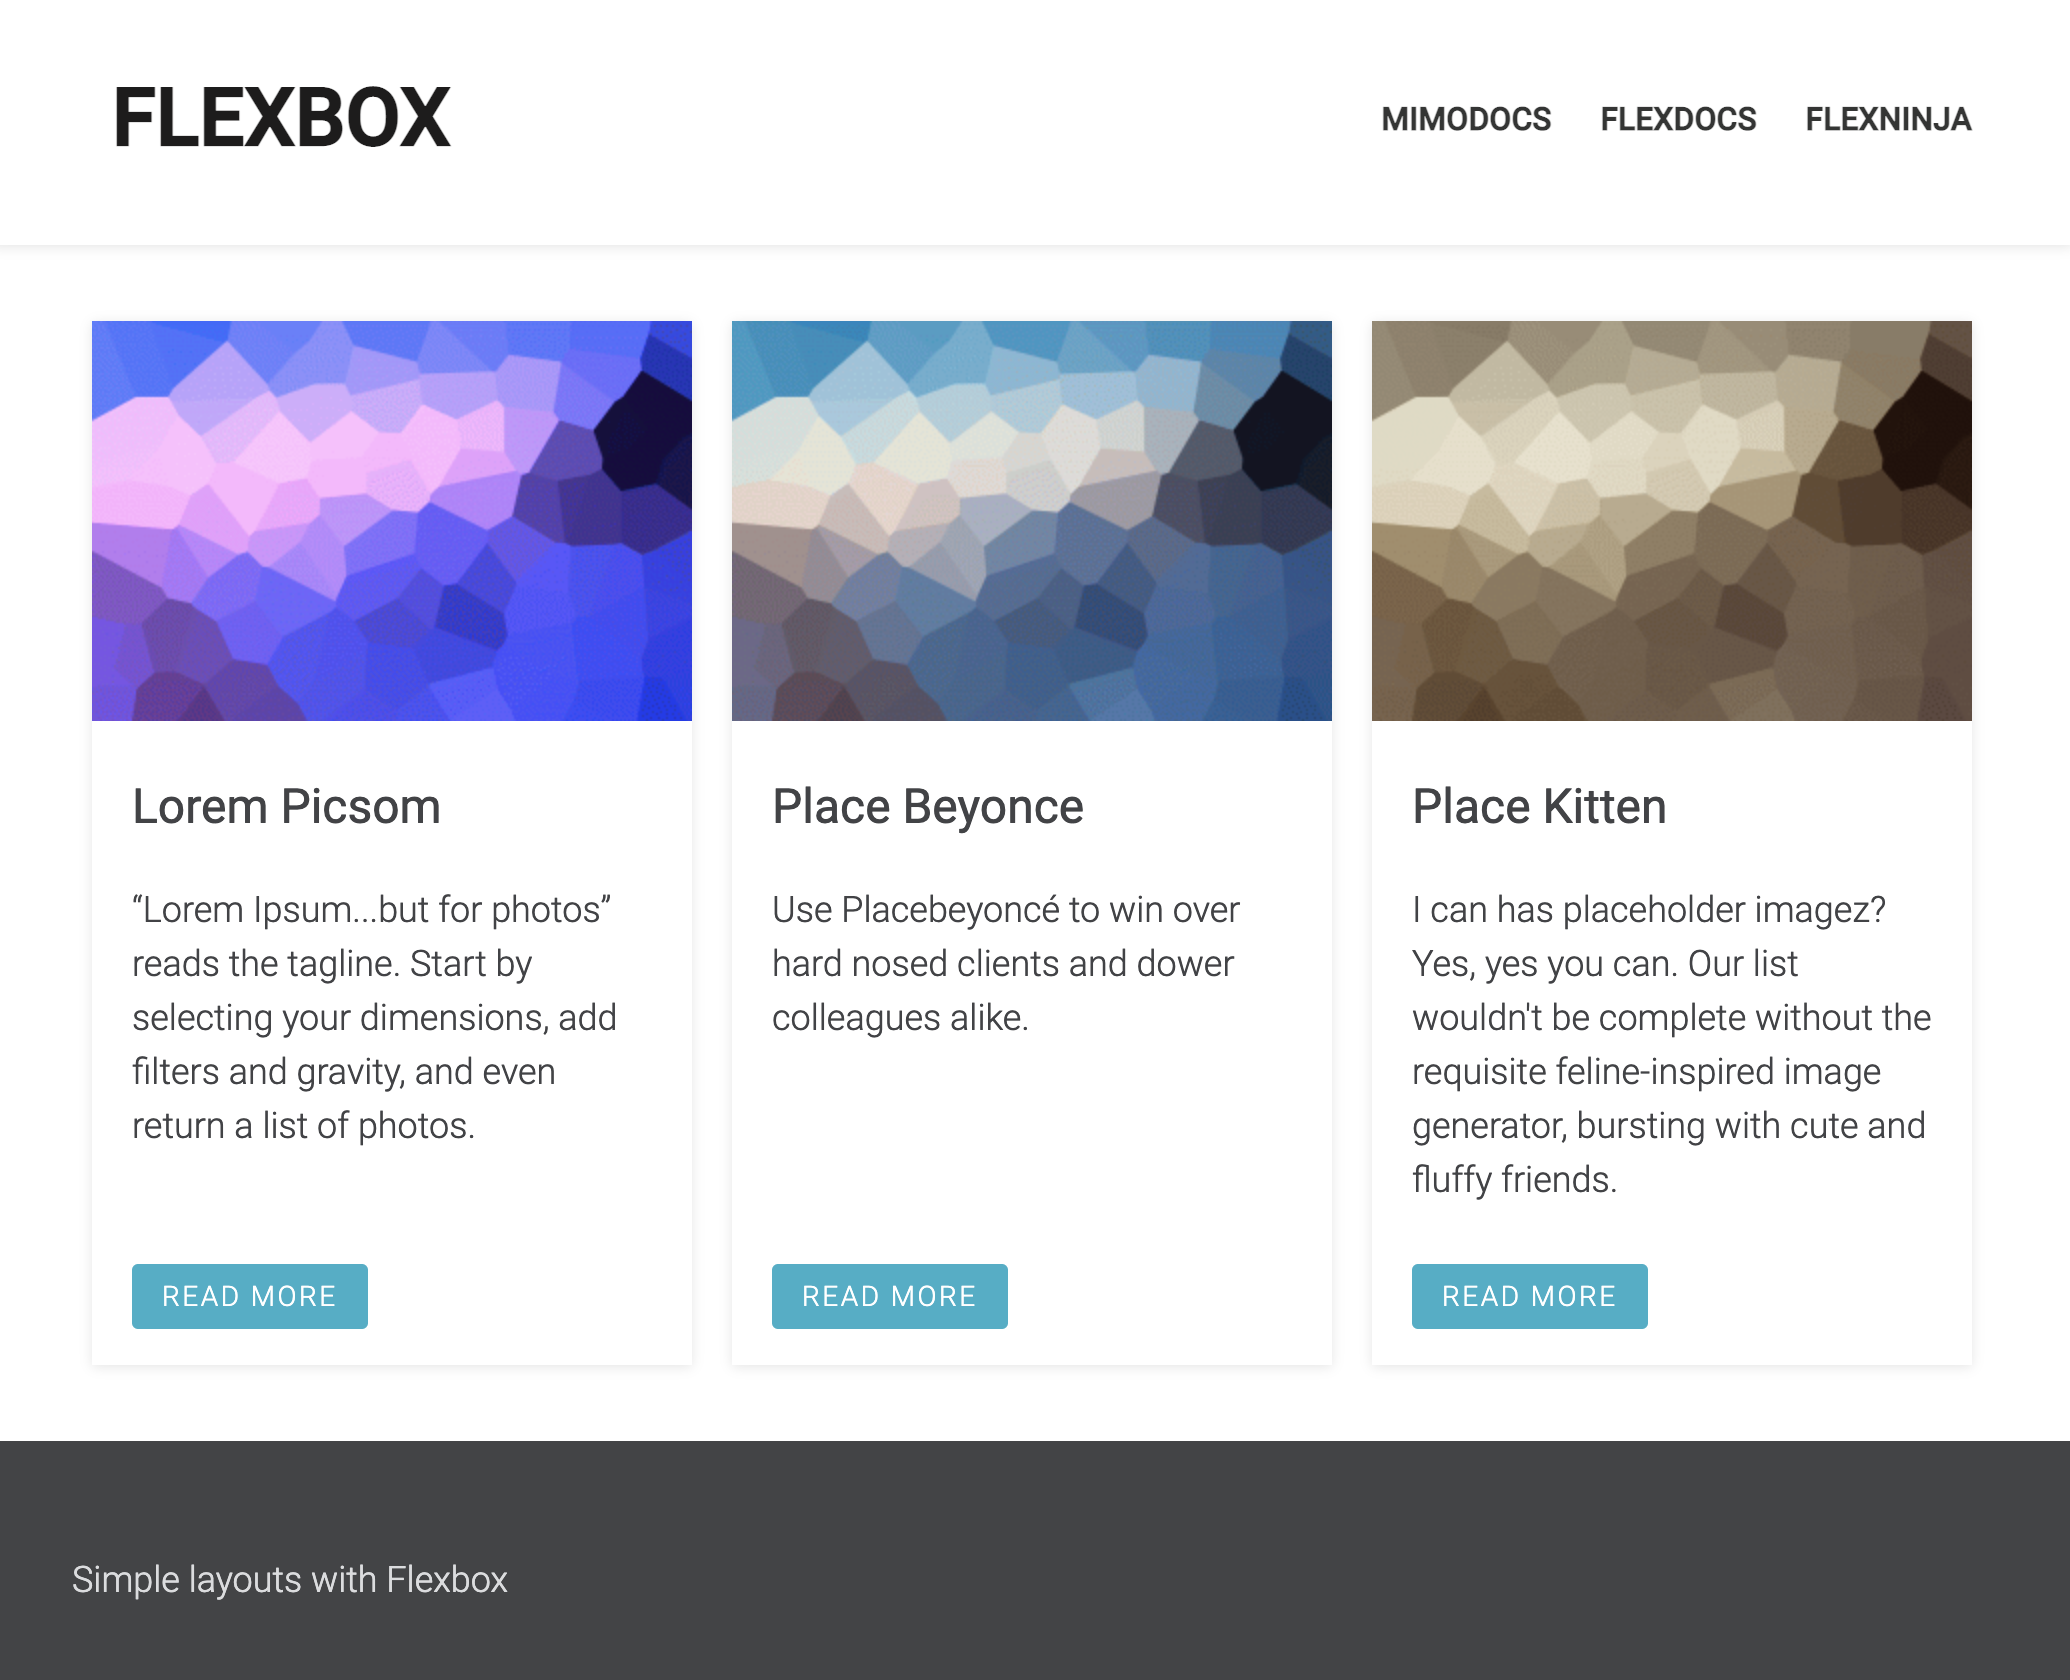 FLEXBOX
MIMODOCS FLEXDOCS FLEXNINJA
Lorem Picsom
“Lorem Ipsum...but for photos”
reads the tagline. Start by
selecting your dimensions, add
filters and gravity, and even
return a list of photos.
READ MORE
Place Beyonce
Use Placebeyoncé to win over
hard nosed clients and dower
colleagues alike.
READ MORE
Place Kitten
I can has placeholder imagez?
Yes, yes you can. Our list
wouldn't be complete without the
requisite feline-inspired image
generator, bursting with cute and
fluffy friends.
READ MORE
Simple layouts with Flexbox